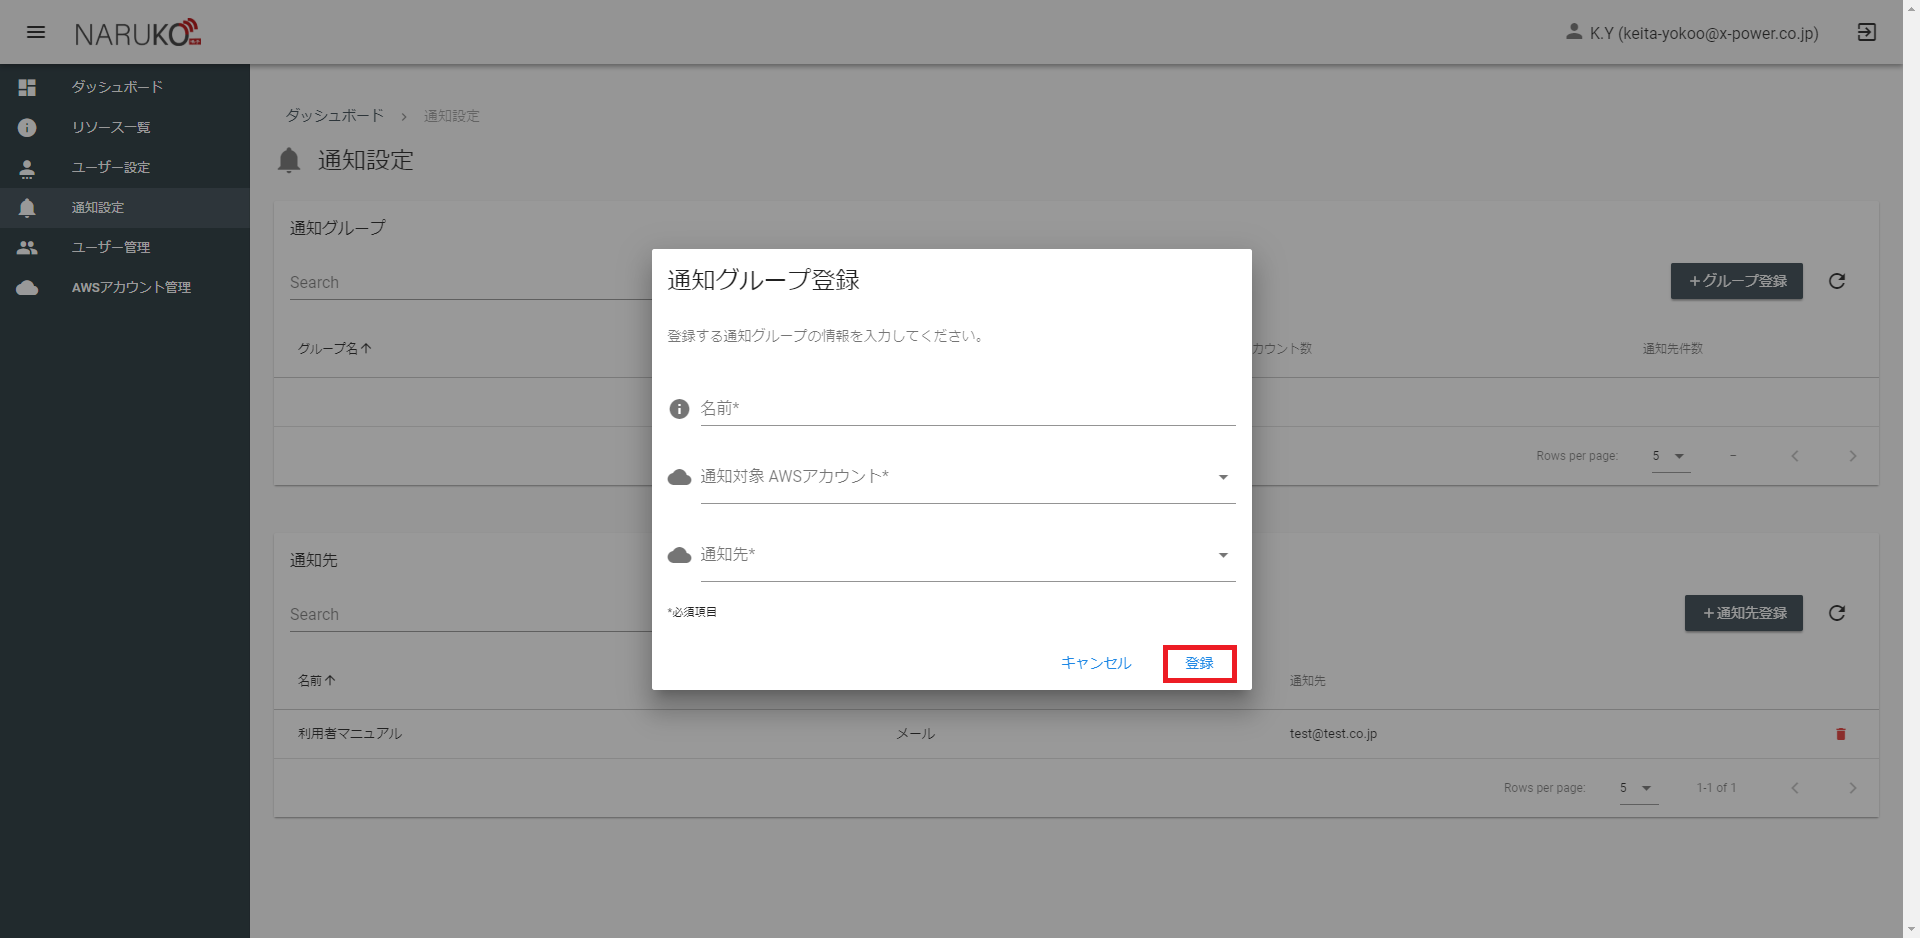 NARUKO
K.Y (keita-yokoo@x-power.co.jp)
ダッシュボード
リソース一覧
ユーザー設定
通知設定
ユーザー管理
AWSアカウント管理
ダッシュボード › 通知設定
通知設定
通知グループ
Search
+グループ登録
グループ名↑
カウント数
通知先件数
Rows per page: 5 –
通知グループ登録
登録する通知グループの情報を入力してください。
名前*
通知対象 AWSアカウント*
通知先*
*必須項目
キャンセル
登録
通知先
Search
+通知先登録
名前↑
通知先
利用者マニュアル
メール
test@test.co.jp
Rows per page: 5 1-1 of 1